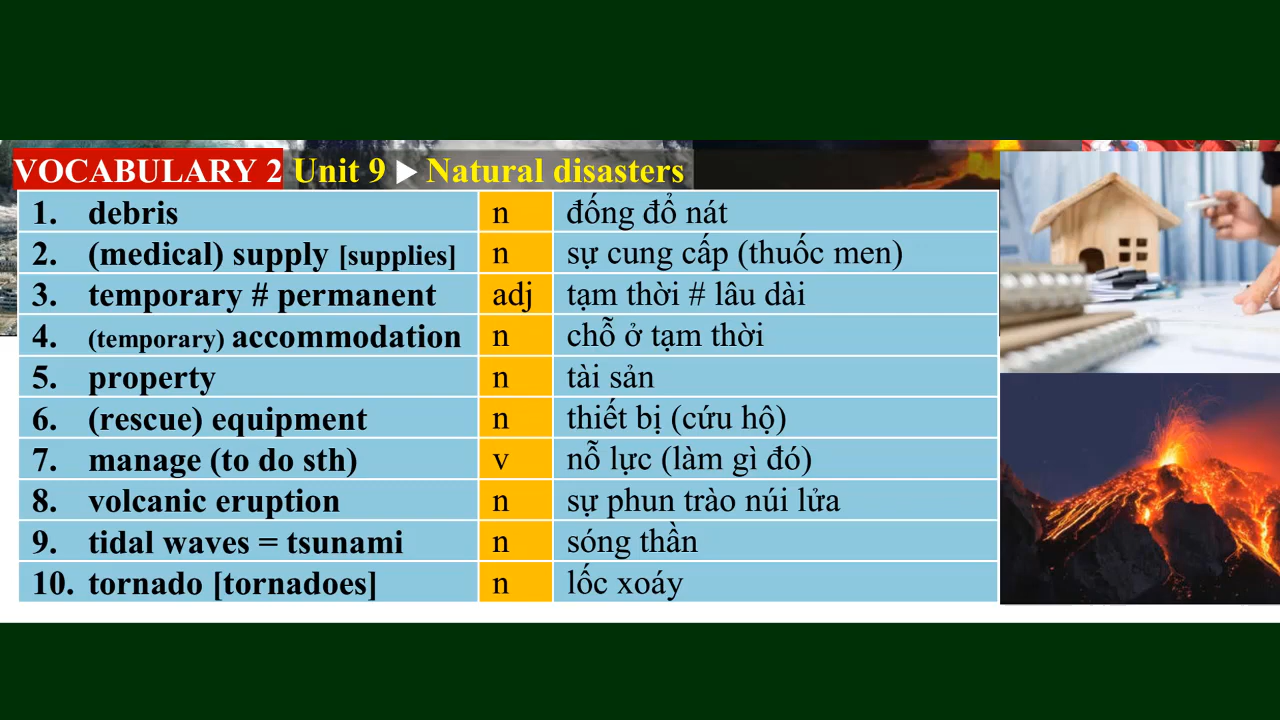 VOCABULARY 2 Unit 9 ▶ Natural disasters
1. debris n đống đổ nát
2. (medical) supply [supplies] n sự cung cấp (thuốc men)
3. temporary # permanent adj tạm thời # lâu dài
4. (temporary) accommodation n chỗ ở tạm thời
5. property n tài sản
6. (rescue) equipment n thiết bị (cứu hộ)
7. manage (to do sth) v nỗ lực (làm gì đó)
8. volcanic eruption n sự phun trào núi lửa
9. tidal waves = tsunami n sóng thần
10. tornado [tornadoes] n lốc xoáy